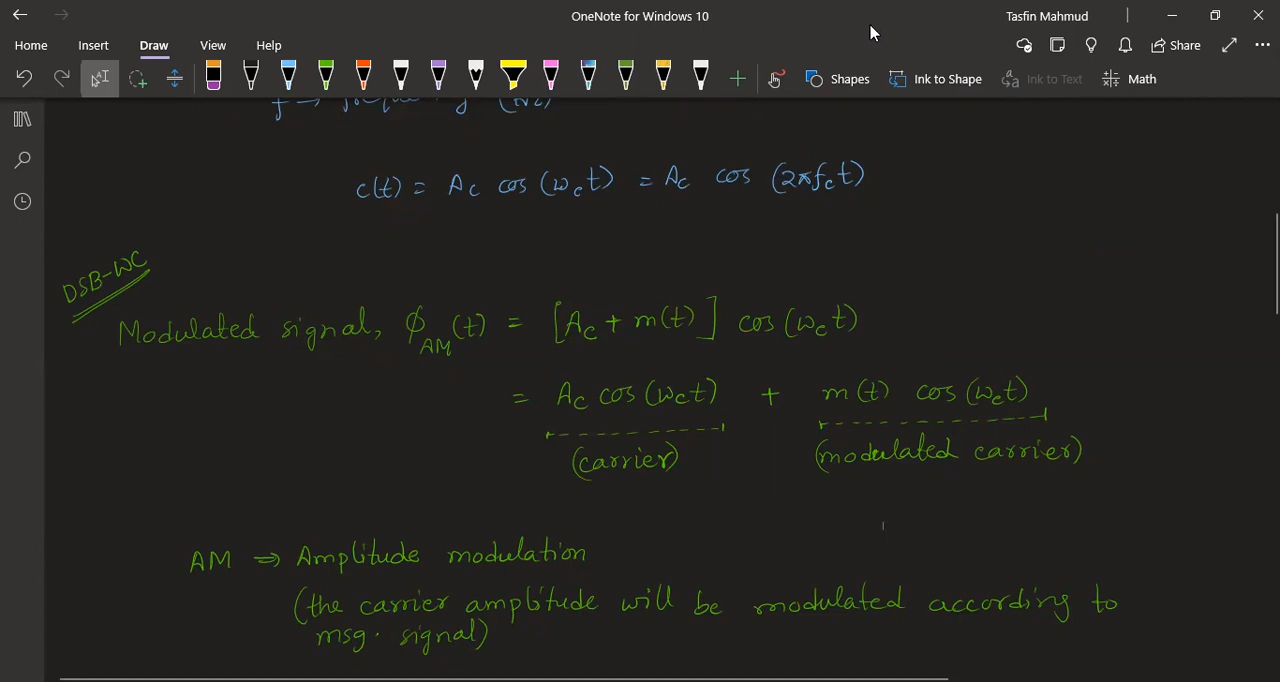 OneNote for Windows 10
Tasfin Mahmud
Home Insert Draw View Help
Share
Shapes Ink to Shape Ink to Text Math
c(t) = Ac cos (ωct) = Ac cos (2πfct)
DSB-WC
Modulated signal, ϕAM(t) = [Ac + m(t)] cos (ωct)
= Ac cos (ωct) + m(t) cos (ωct)
(carrier) (modulated carrier)
AM ⇒ Amplitude modulation
(the carrier amplitude will be modulated according to
msg. signal)